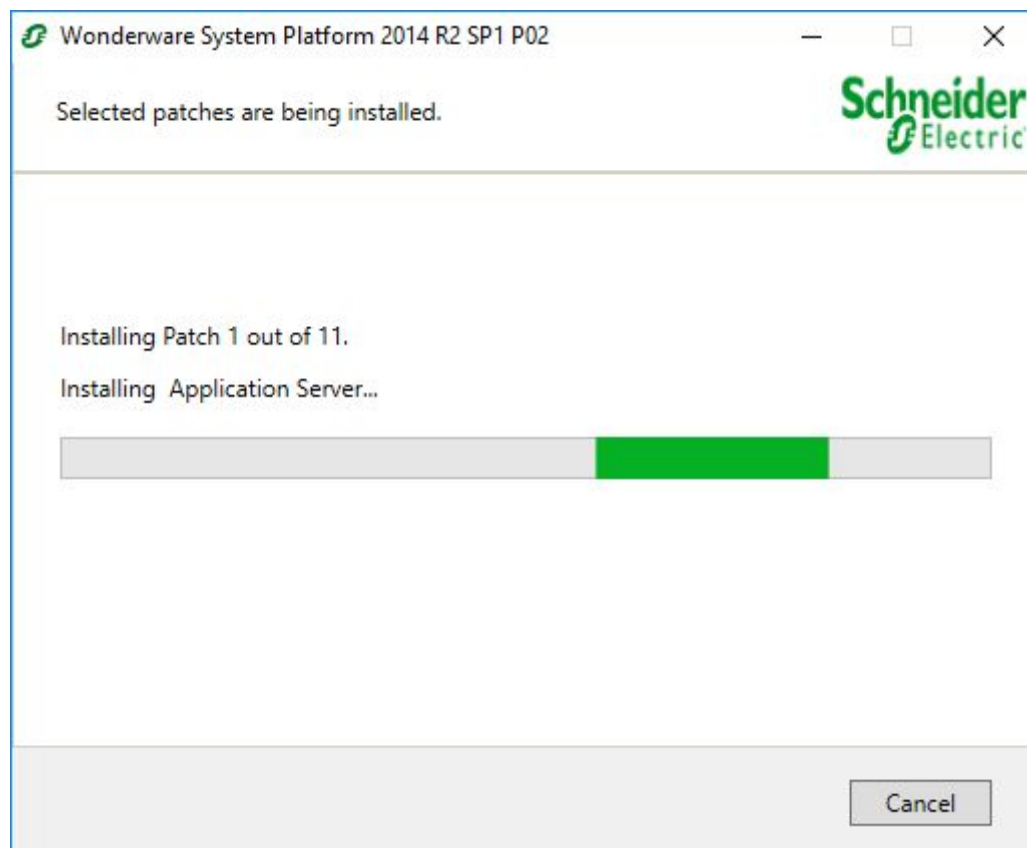 Wonderware System Platform 2014 R2 SP1 P02
Selected patches are being installed.
Schneider
Electric
Installing Patch 1 out of 11.
Installing  Application Server...
Cancel